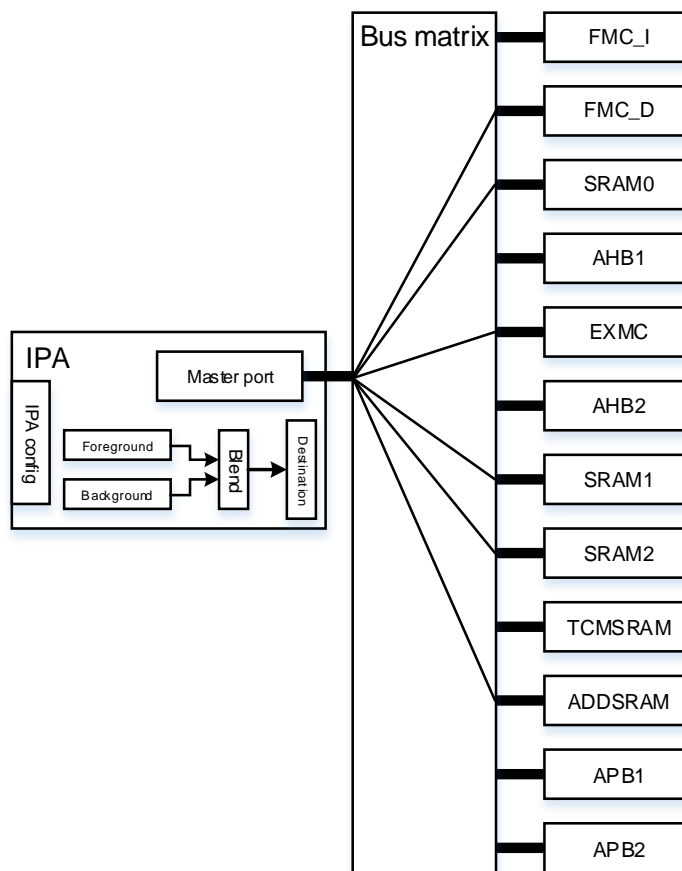 Bus matrix
FMC_I
FMC_D
SRAM0
AHB1
EXMC
AHB2
SRAM1
SRAM2
TCMSRAM
ADDSRAM
APB1
APB2
IPA
Master port
IPA config
Foreground
Background
Blend
Destination